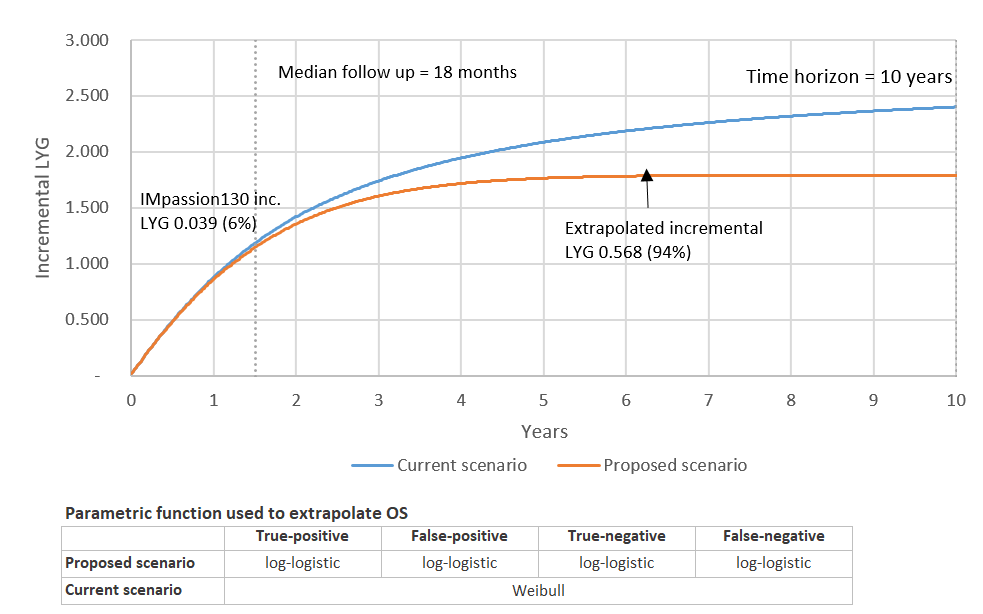 3.000
Median follow up = 18 months
Time horizon = 10 years
2.500
2.000
IMpassion130 inc.
LYG 0.039 (6%)
1.500
Extrapolated incremental
LYG 0.568 (94%)
1.000
0.500
-
Incremental LYG
0 1 2 3 4 5 6 7 8 9 10
Years
Current scenario Proposed scenario
Parametric function used to extrapolate OS
True-positive False-positive True-negative False-negative
Proposed scenario log-logistic log-logistic log-logistic log-logistic
Current scenario Weibull